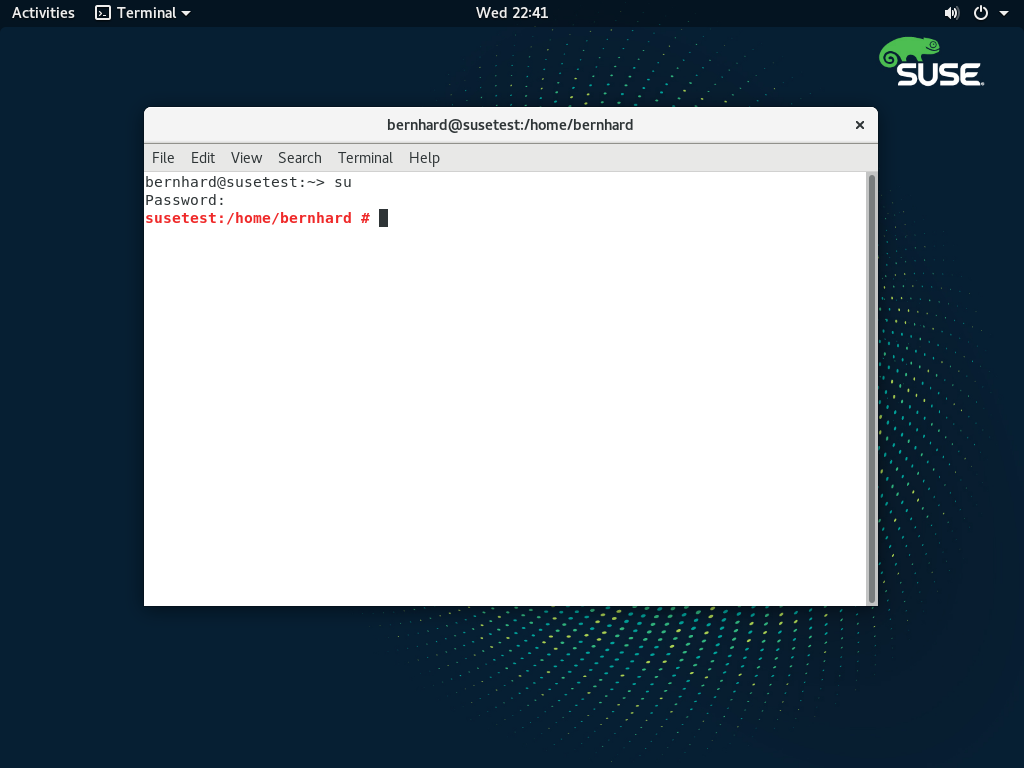 Activities Terminal Wed 22:41
SUSE
bernhard@susetest:/home/bernhard
File Edit View Search Terminal Help
bernhard@susetest:~> su
Password:
susetest:/home/bernhard #